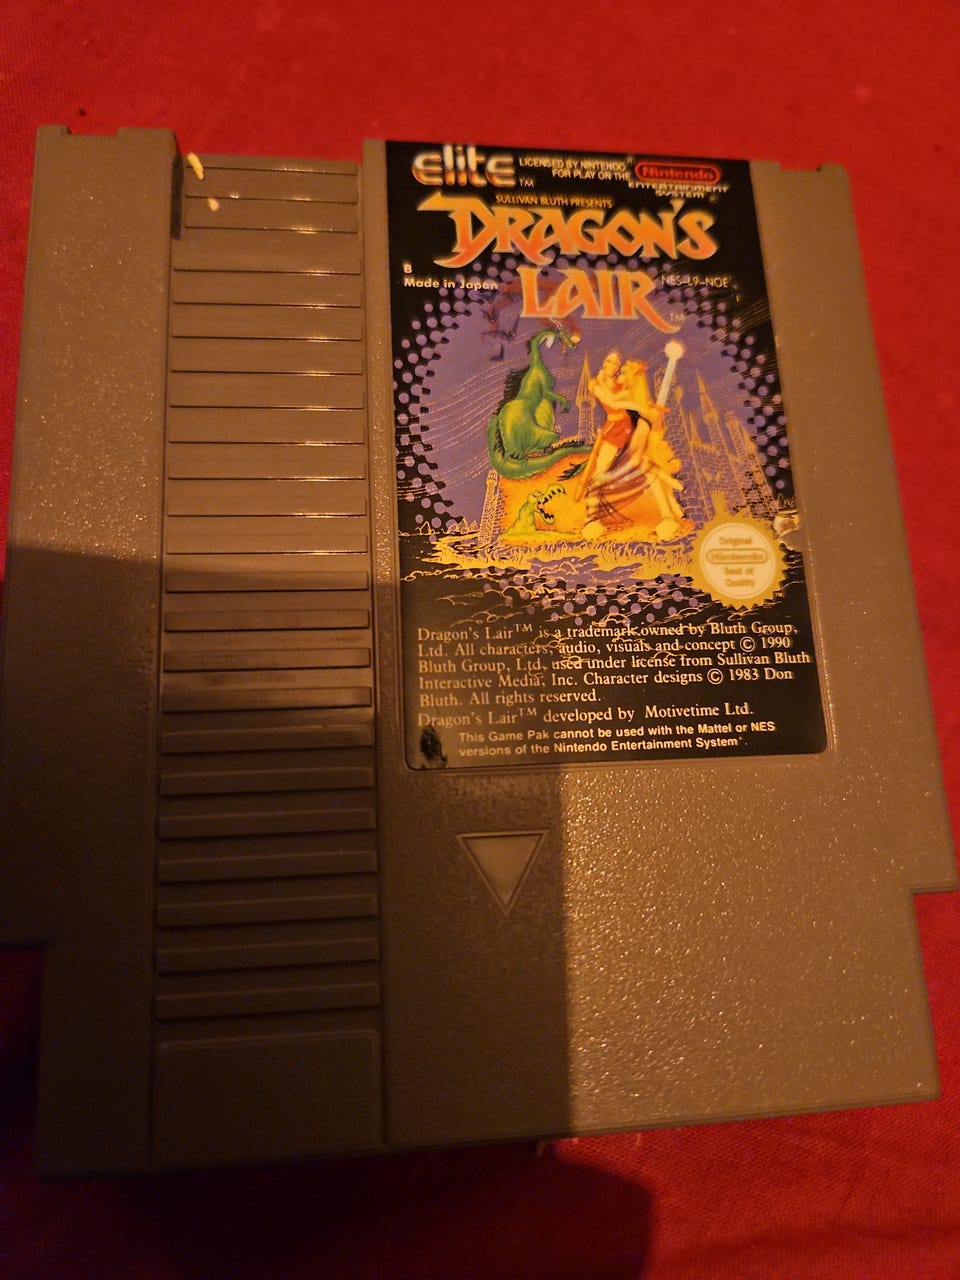 elite™
LICENSED BY NINTENDO®
FOR PLAY ON THE
Nintendo®
ENTERTAINMENT
SYSTEM
SULLIVAN BLUTH PRESENTS
DRAGON'S
LAIR™
B
Made in Japan
NES-L9-NOE
Original
Nintendo
Seal of
Quality
Dragon's Lair™ is a trademark owned by Bluth Group,
Ltd. All characters, audio, visuals and concept © 1990
Bluth Group, Ltd, used under license from Sullivan Bluth
Interactive Media, Inc. Character designs © 1983 Don
Bluth. All rights reserved.
Dragon's Lair™ developed by Motivetime Ltd.
This Game Pak cannot be used with the Mattel or NES
versions of the Nintendo Entertainment System®.